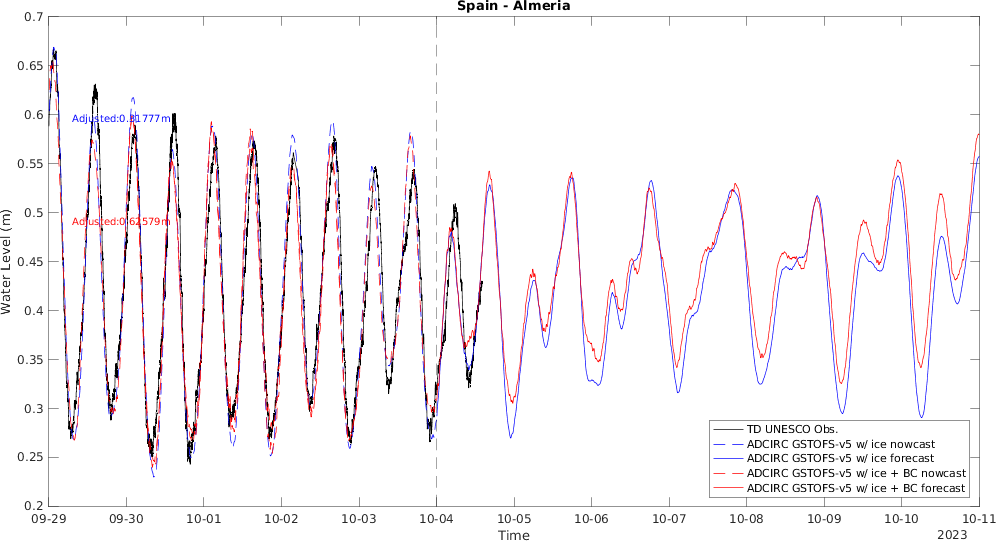 Spain - Almeria
0.7
0.65
0.6
0.55
0.5
0.45
0.4
0.35
0.3
0.25
0.2
Water Level (m)
Adjusted:0.31777m
Adjusted:0.62579m
TD UNESCO Obs.
ADCIRC GSTOFS-v5 w/ ice nowcast
ADCIRC GSTOFS-v5 w/ ice forecast
ADCIRC GSTOFS-v5 w/ ice + BC nowcast
ADCIRC GSTOFS-v5 w/ ice + BC forecast
09-29 09-30 10-01 10-02 10-03 10-04 10-05 10-06 10-07 10-08 10-09 10-10 10-11
Time
2023